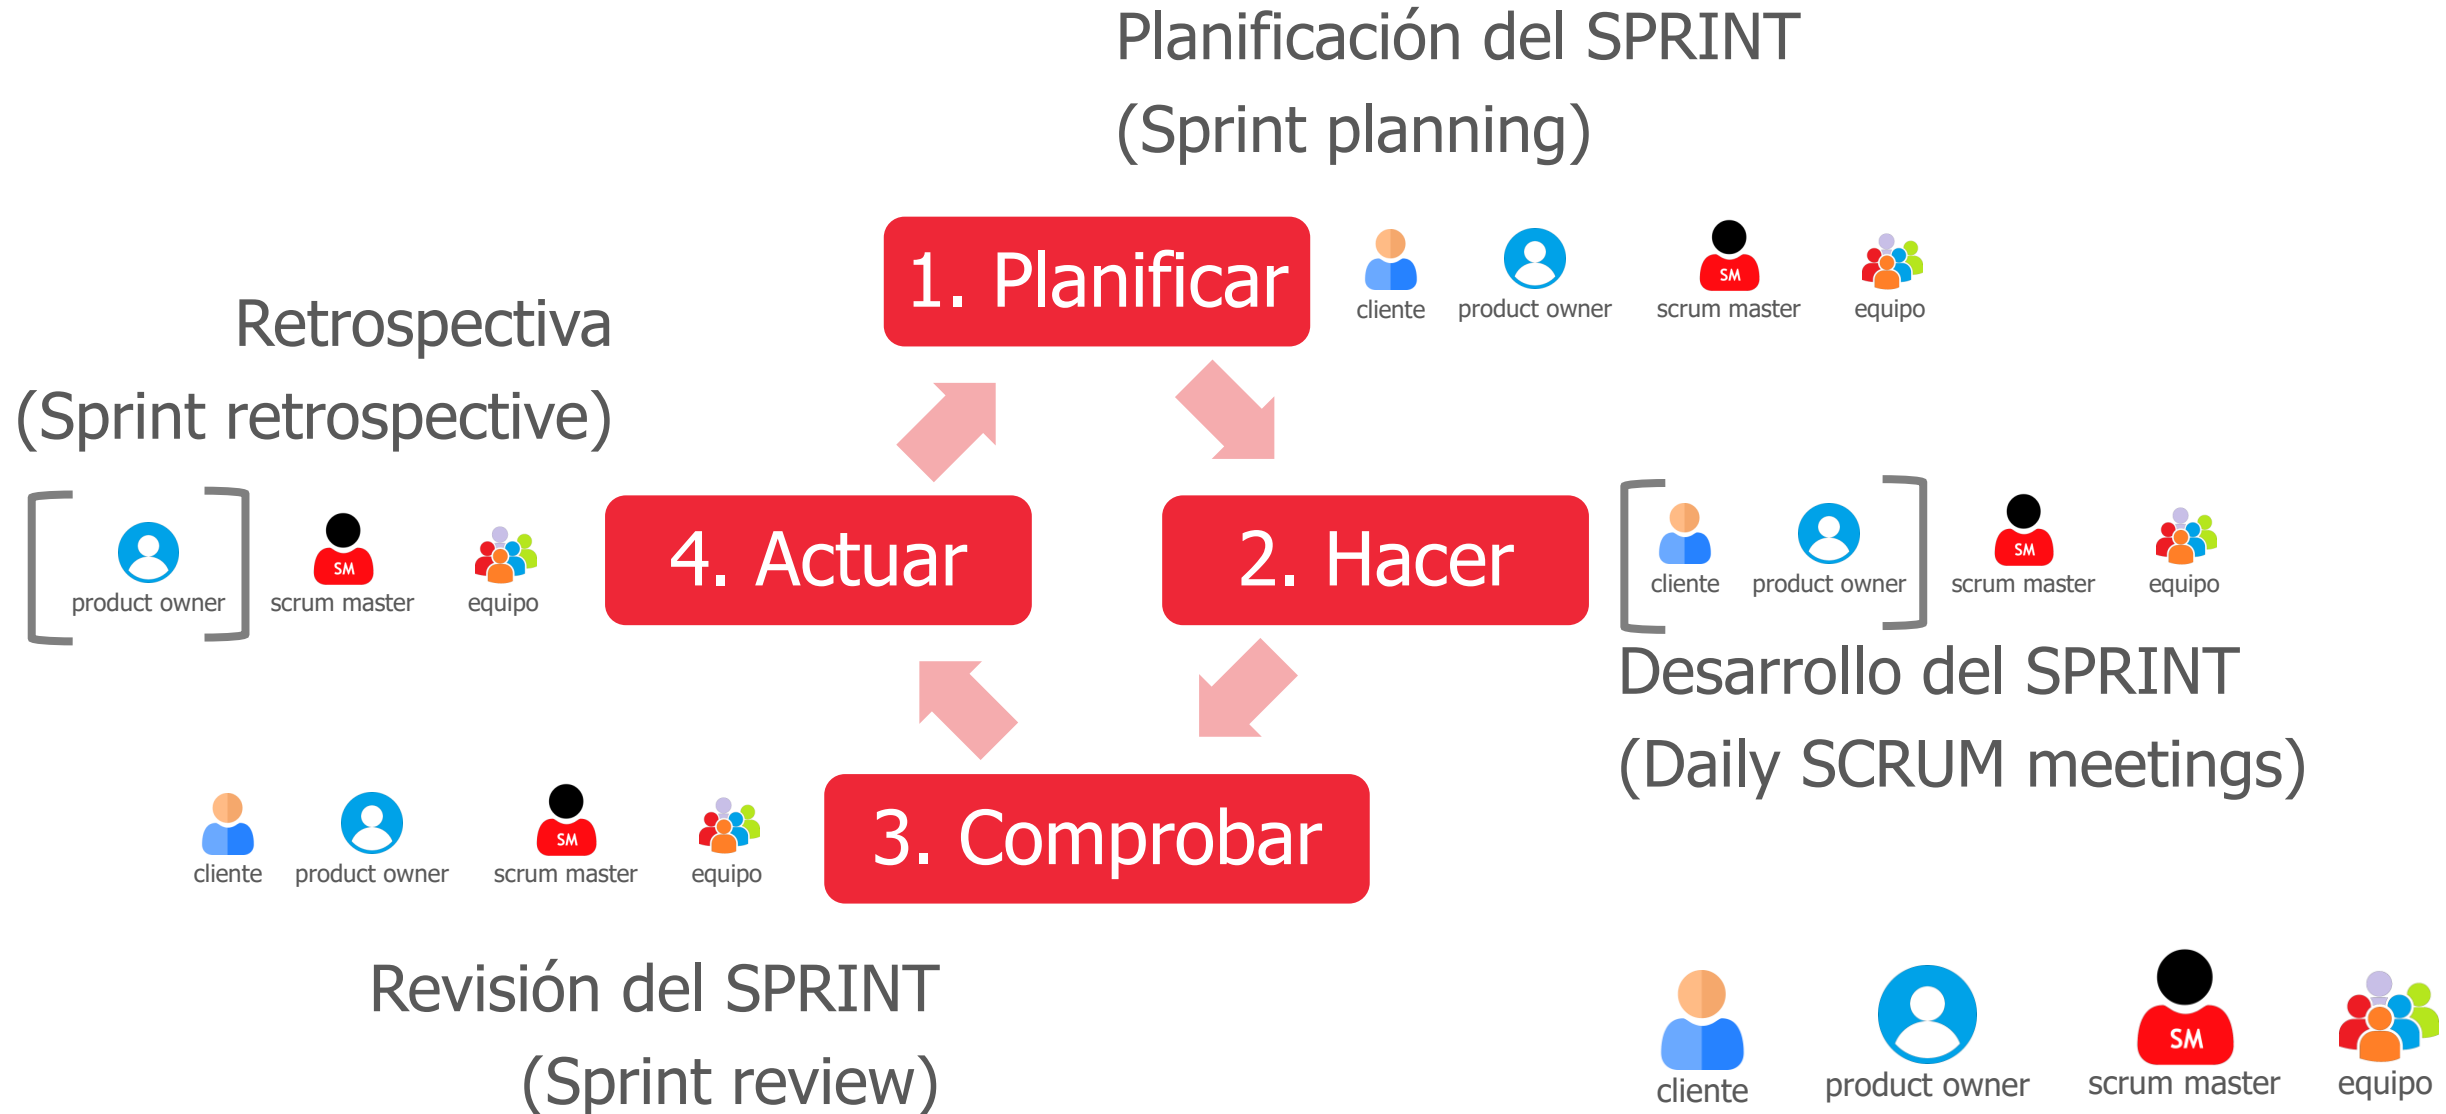 Planificación del SPRINT
(Sprint planning)
1. Planificar
SM
cliente product owner scrum master equipo
Retrospectiva
(Sprint retrospective)
SM
product owner scrum master equipo
4. Actuar
2. Hacer
SM
cliente product owner scrum master equipo
Desarrollo del SPRINT
(Daily SCRUM meetings)
SM
cliente product owner scrum master equipo
3. Comprobar
Revisión del SPRINT
(Sprint review)
SM
cliente product owner scrum master equipo